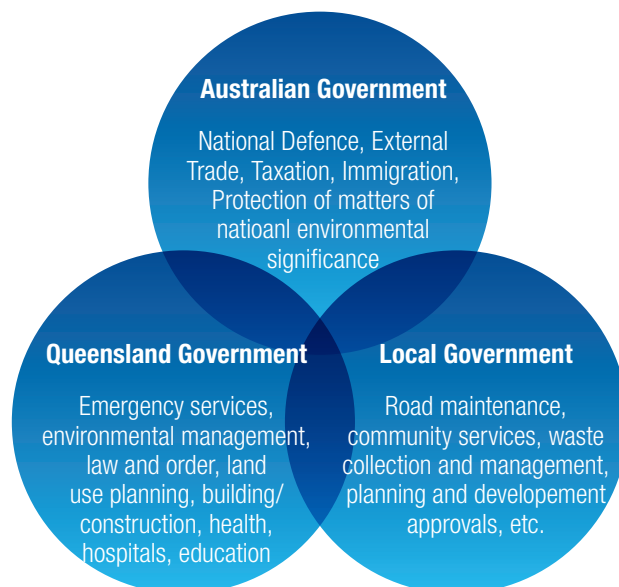 Australian Government
National Defence, External
Trade, Taxation, Immigration,
Protection of matters of
natioanl environmental
significance
Queensland Government
Emergency services,
environmental management,
law and order, land
use planning, building/
construction, health,
hospitals, education
Local Government
Road maintenance,
community services, waste
collection and management,
planning and developement
approvals, etc.